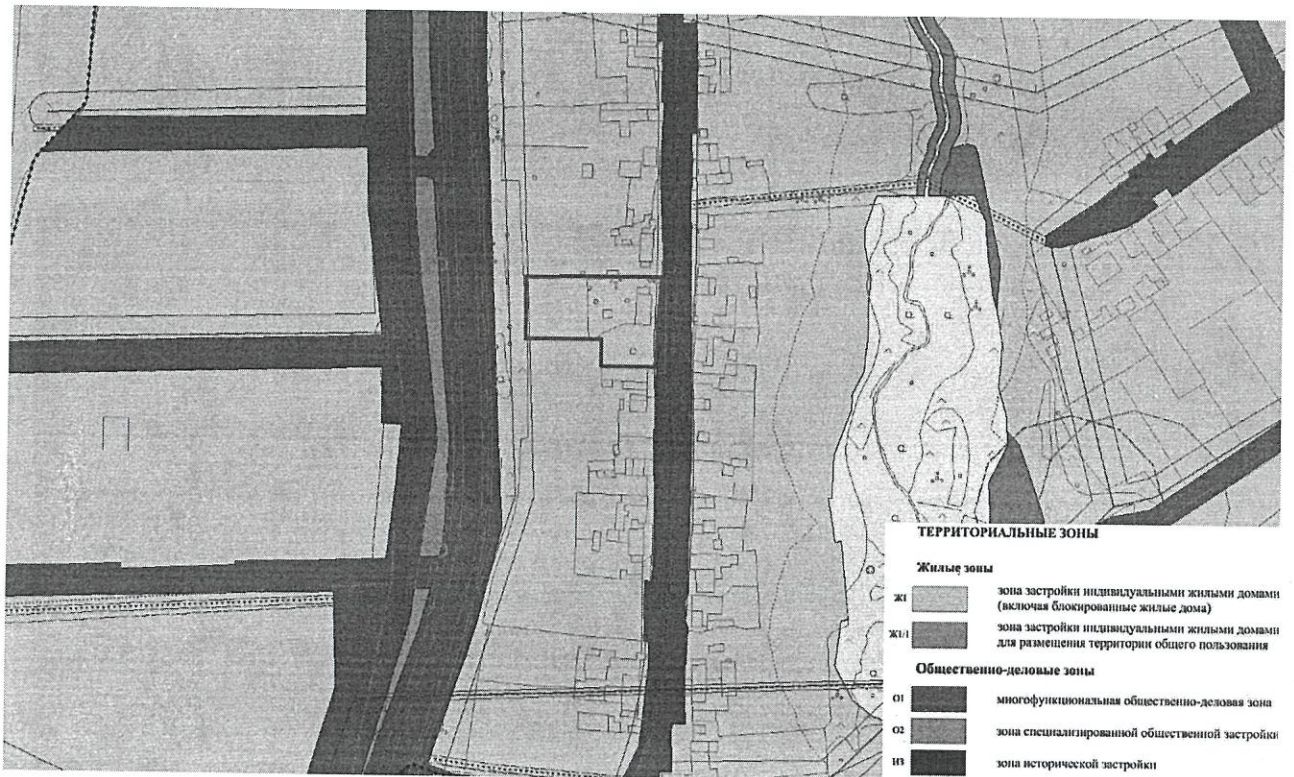 ТЕРРИТОРИАЛЬНЫЕ ЗОНЫ
Жилые зоны
Ж1 зона застройки индивидуальными жилыми домами
(включая блокированные жилые дома)
Ж1/1 зона застройки индивидуальными жилыми домами
для размещения территории общего пользования
Общественно-деловые зоны
О1 многофункциональная общественно-деловая зона
О2 зона специализированной общественной застройки
ИЗ зона исторической застройки